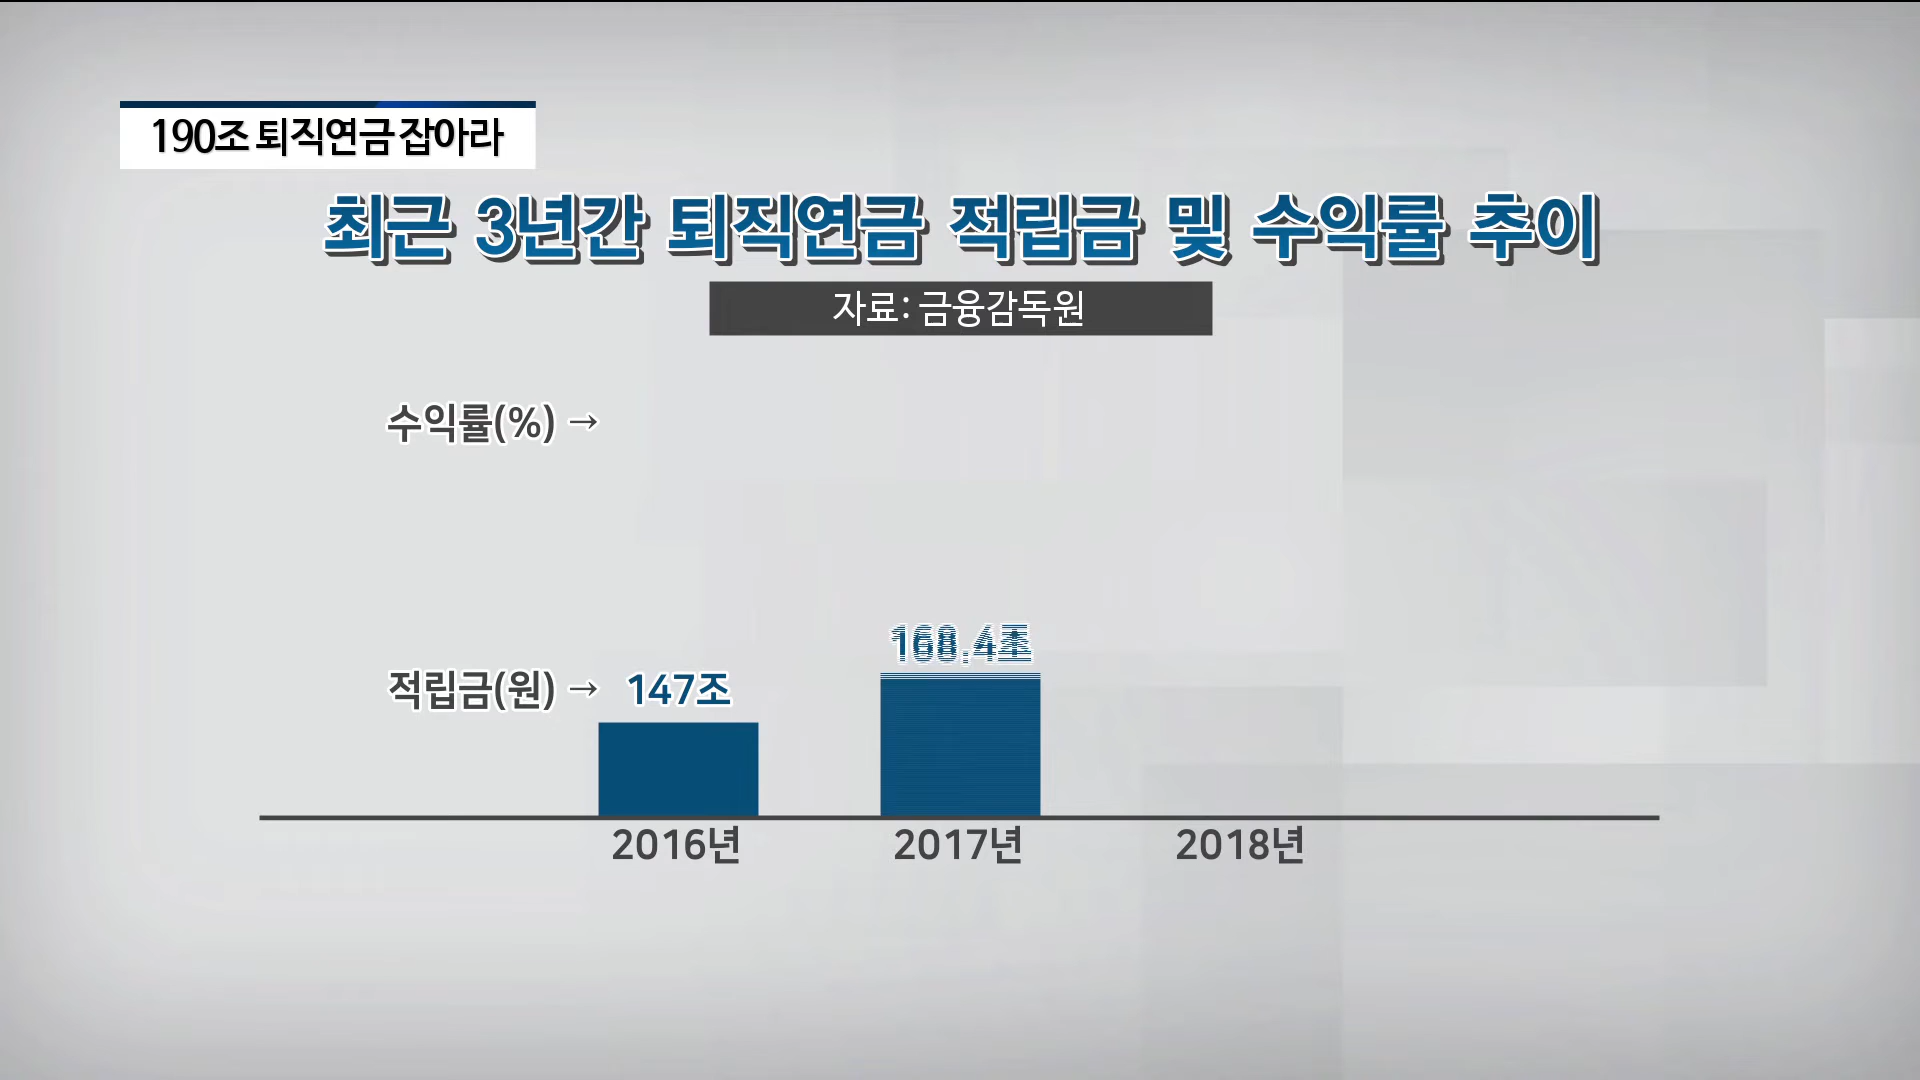 190조 퇴직연금 잡아라
최근 3년간 퇴직연금 적립금 및 수익률 추이
자료: 금융감독원
수익률(%) →
168.4조
적립금(원) → 147조
2016년 2017년 2018년